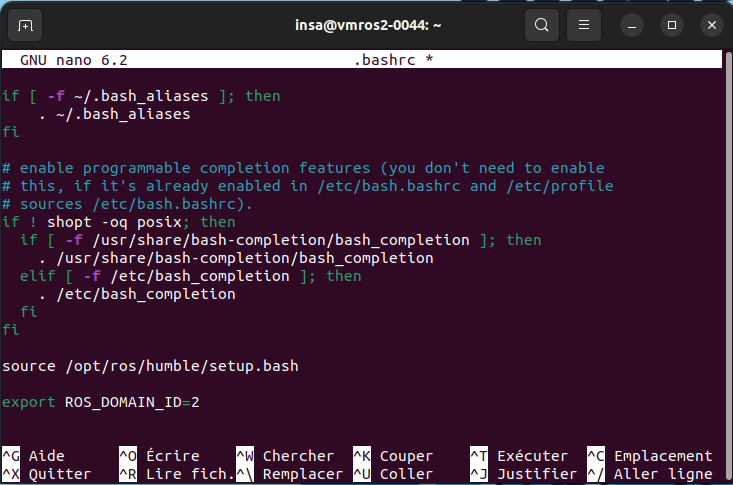 insa@vmros2-0044: ~
GNU nano 6.2 .bashrc *
if [ -f ~/.bash_aliases ]; then
    . ~/.bash_aliases
fi
# enable programmable completion features (you don't need to enable
# this, if it's already enabled in /etc/bash.bashrc and /etc/profile
# sources /etc/bash.bashrc).
if ! shopt -oq posix; then
  if [ -f /usr/share/bash-completion/bash_completion ]; then
    . /usr/share/bash-completion/bash_completion
  elif [ -f /etc/bash_completion ]; then
    . /etc/bash_completion
  fi
fi
source /opt/ros/humble/setup.bash
export ROS_DOMAIN_ID=2
^G Aide ^O Écrire ^W Chercher ^K Couper ^T Exécuter ^C Emplacement
^X Quitter ^R Lire fich. ^\ Remplacer ^U Coller ^J Justifier ^/ Aller ligne